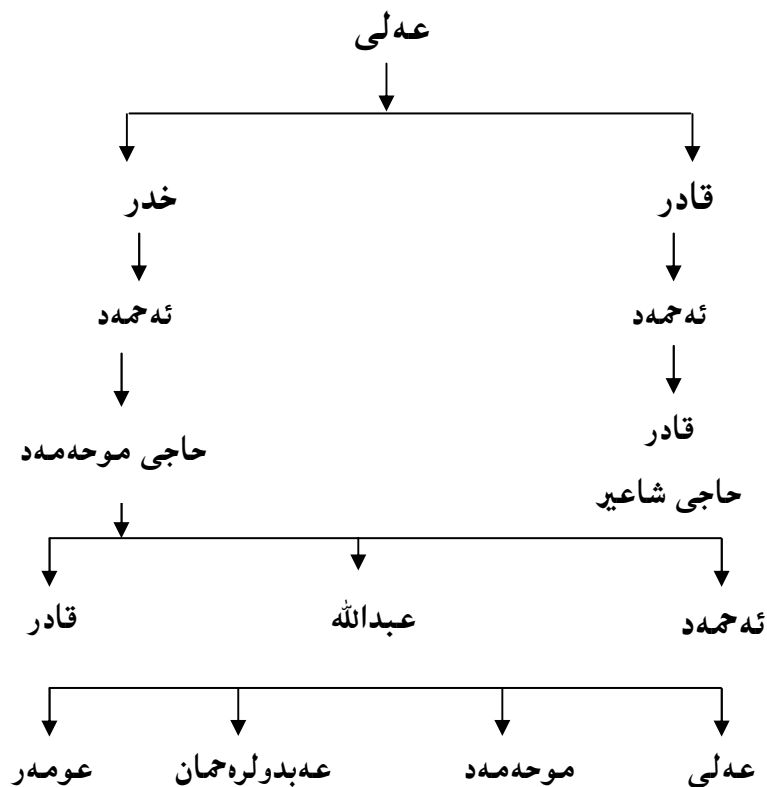 عەلی
قادر خدر
ئەحمەد ئەحمەد
قادر
حاجی موحەمەد
حاجی شاعیر
ئەحمەد عبدالله قادر
عەلی موحەمەد عەبدولرەحمان عومەر